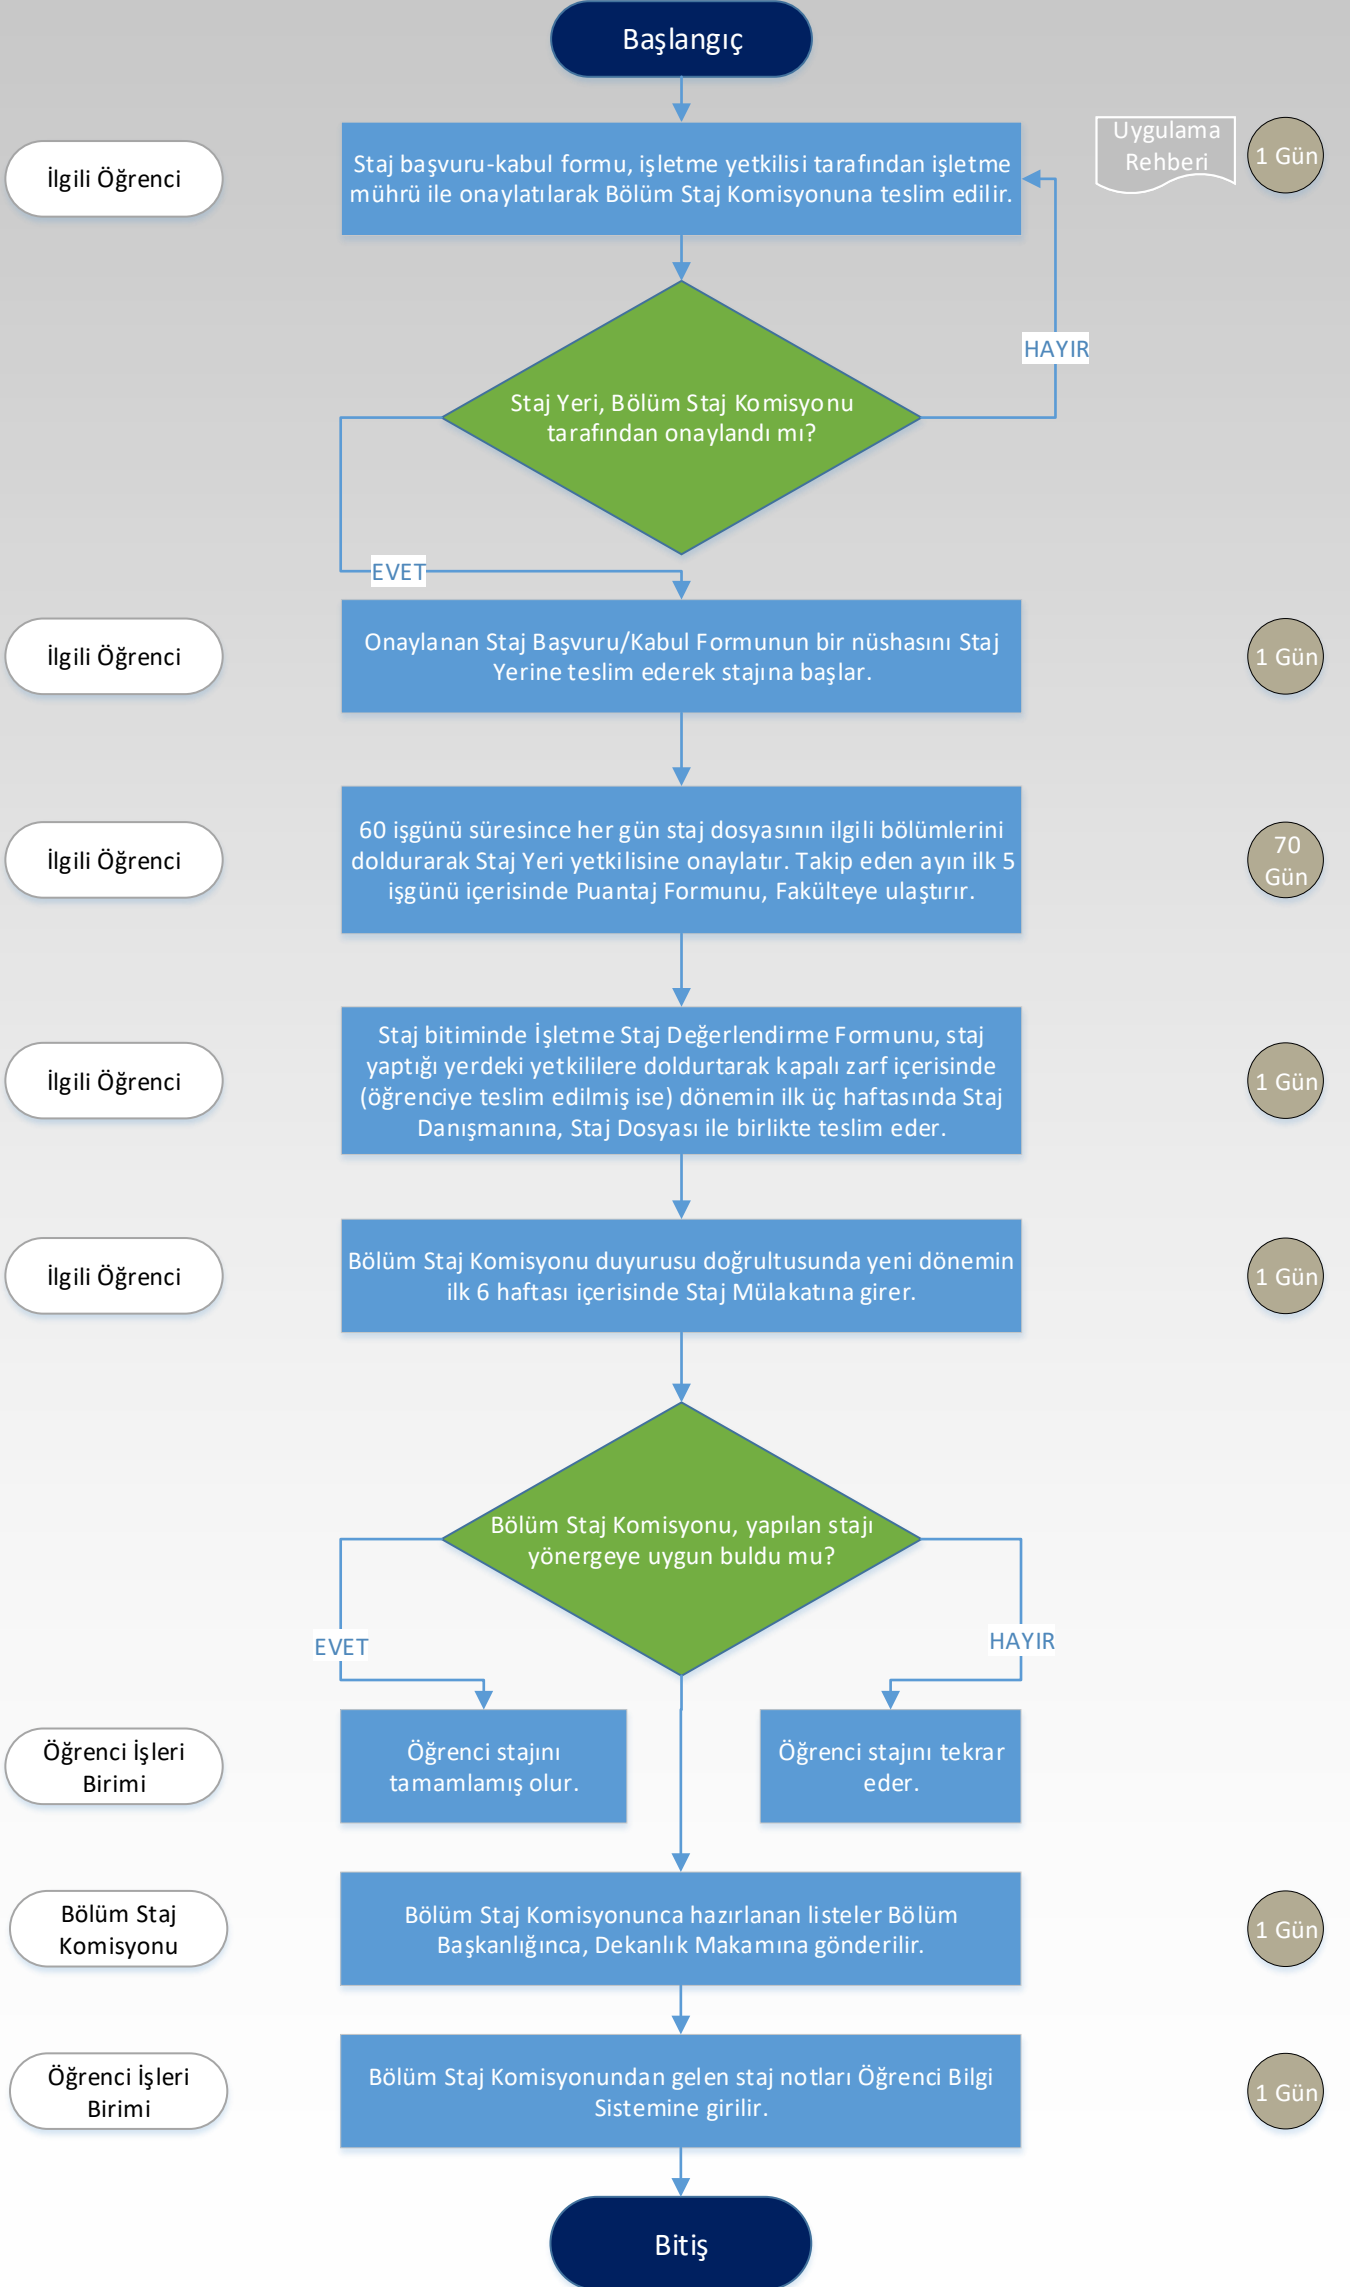 Başlangıç
İlgili Öğrenci
Staj başvuru-kabul formu, işletme yetkilisi tarafından işletme
mührü ile onaylatılarak Bölüm Staj Komisyonuna teslim edilir.
Uygulama
Rehberi
1 Gün
HAYIR
Staj Yeri, Bölüm Staj Komisyonu
tarafından onaylandı mı?
EVET
İlgili Öğrenci
Onaylanan Staj Başvuru/Kabul Formunun bir nüshasını Staj
Yerine teslim ederek stajına başlar.
1 Gün
İlgili Öğrenci
60 işgünü süresince her gün staj dosyasının ilgili bölümlerini
doldurarak Staj Yeri yetkilisine onaylatır. Takip eden ayın ilk 5
işgünü içerisinde Puantaj Formunu, Fakülteye ulaştırır.
70
Gün
İlgili Öğrenci
Staj bitiminde İşletme Staj Değerlendirme Formunu, staj
yaptığı yerdeki yetkililere doldurtarak kapalı zarf içerisinde
(öğrenciye teslim edilmiş ise) dönemin ilk üç haftasında Staj
Danışmanına, Staj Dosyası ile birlikte teslim eder.
1 Gün
İlgili Öğrenci
Bölüm Staj Komisyonu duyurusu doğrultusunda yeni dönemin
ilk 6 haftası içerisinde Staj Mülakatına girer.
1 Gün
Bölüm Staj Komisyonu, yapılan stajı
yönergeye uygun buldu mu?
EVET
HAYIR
Öğrenci İşleri
Birimi
Öğrenci stajını
tamamlamış olur.
Öğrenci stajını tekrar
eder.
Bölüm Staj
Komisyonu
Bölüm Staj Komisyonunca hazırlanan listeler Bölüm
Başkanlığınca, Dekanlık Makamına gönderilir.
1 Gün
Öğrenci İşleri
Birimi
Bölüm Staj Komisyonundan gelen staj notları Öğrenci Bilgi
Sistemine girilir.
1 Gün
Bitiş